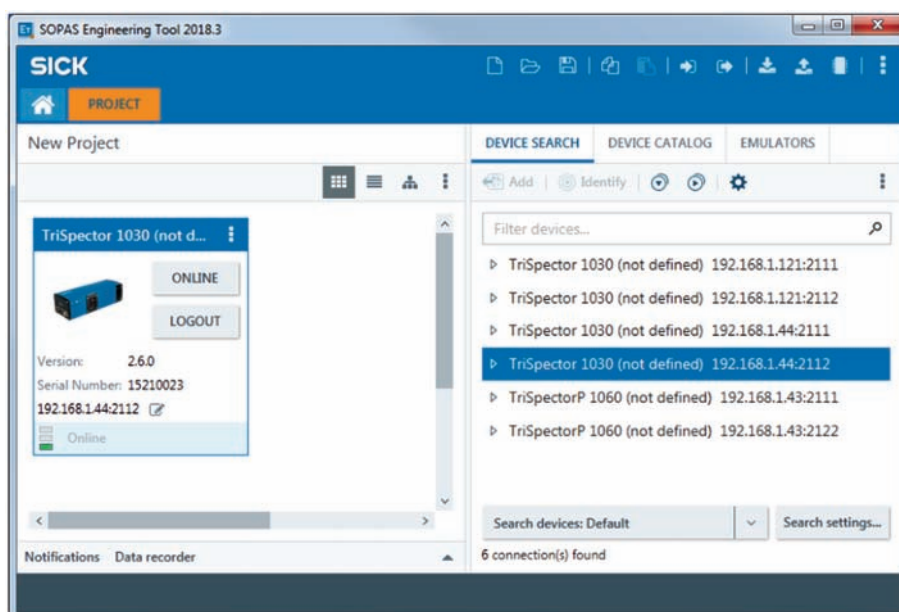 SOPAS Engineering Tool 2018.3
SICK
PROJECT
New Project
DEVICE SEARCH DEVICE CATALOG EMULATORS
Add Identify
Filter devices...
TriSpector 1030 (not d...
ONLINE
LOGOUT
Version: 2.6.0
Serial Number: 15210023
192.168.1.44:2112
Online
TriSpector 1030 (not defined) 192.168.1.121:2111
TriSpector 1030 (not defined) 192.168.1.121:2112
TriSpector 1030 (not defined) 192.168.1.44:2111
TriSpector 1030 (not defined) 192.168.1.44:2112
TriSpectorP 1060 (not defined) 192.168.1.43:2111
TriSpectorP 1060 (not defined) 192.168.1.43:2122
Search devices: Default
Search settings...
Notifications Data recorder
6 connection(s) found